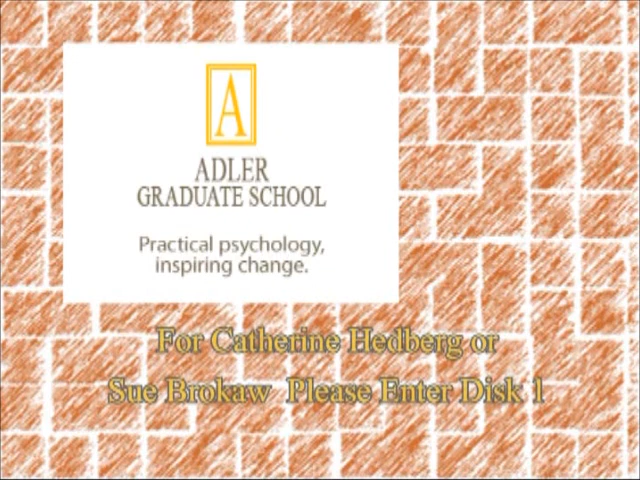 A
ADLER
GRADUATE SCHOOL
Practical psychology,
inspiring change.
For Catherine Hedberg or
Sue Brokaw Please Enter Disk 1